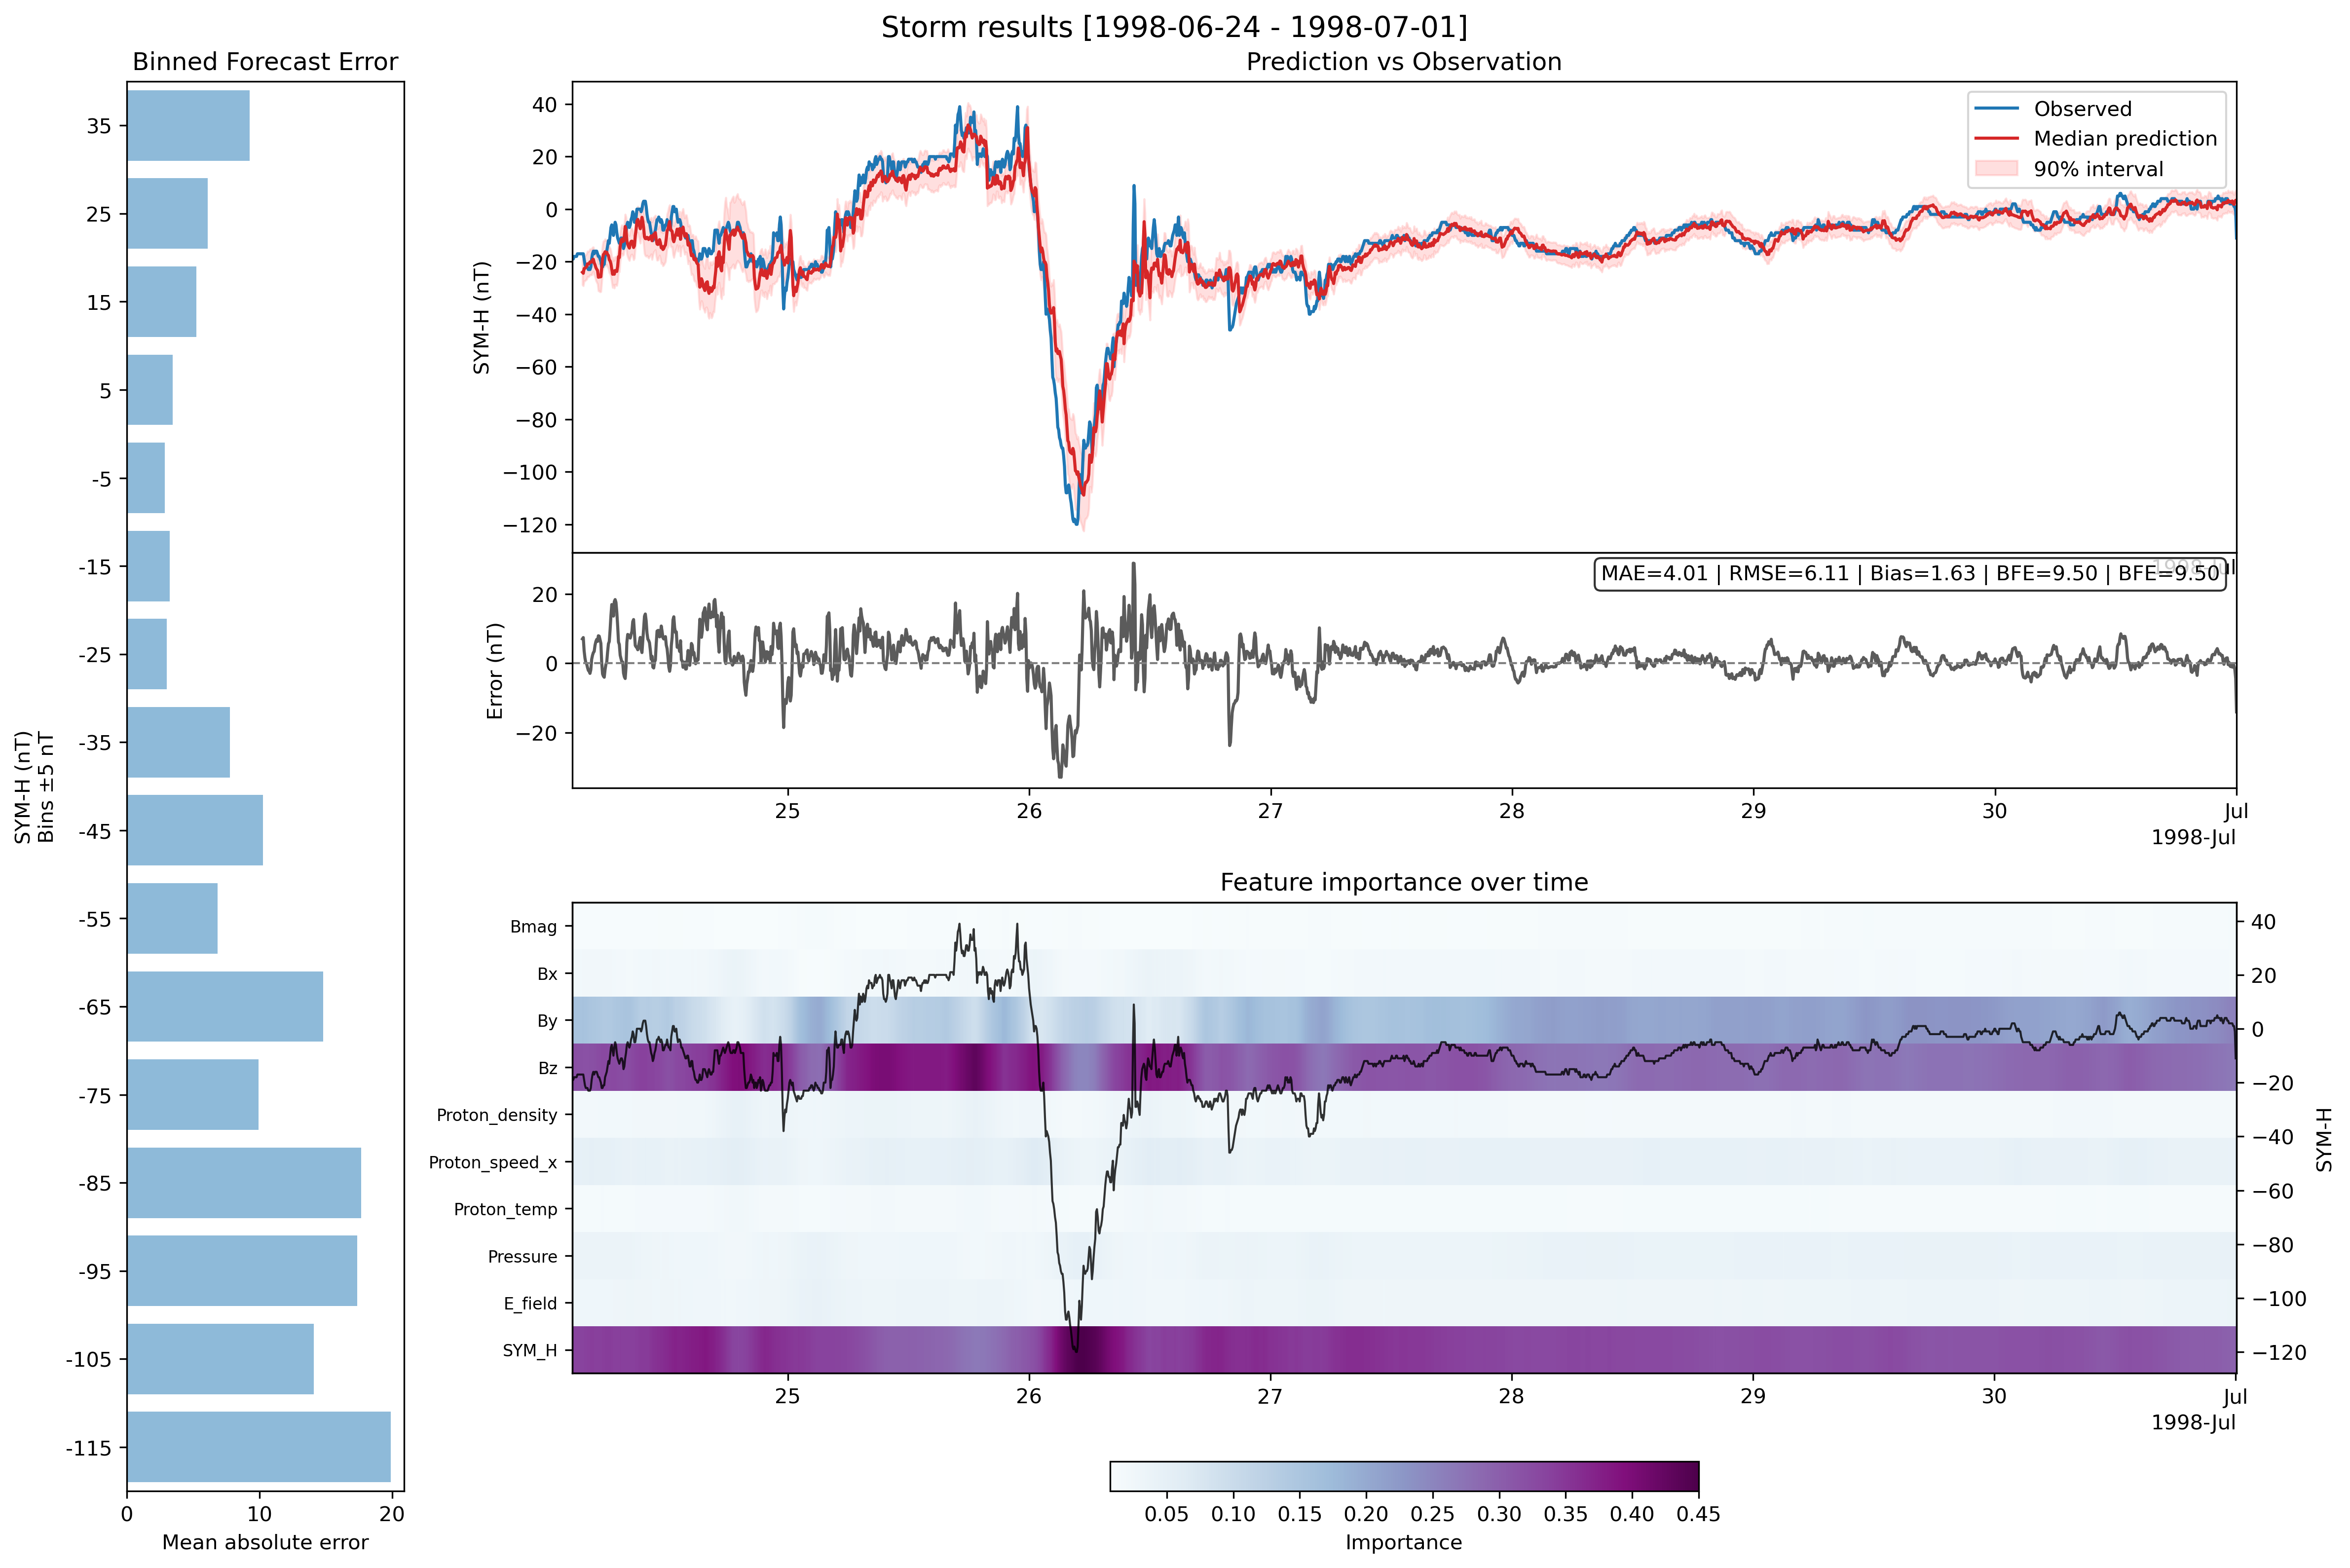 Storm results [1998-06-24 - 1998-07-01]
Binned Forecast Error
35
25
15
5
-5
-15
-25
-35
-45
-55
-65
-75
-85
-95
-105
-115
SYM-H (nT)
Bins ±5 nT
0 10 20
Mean absolute error
Prediction vs Observation
40
20
0
−20
−40
−60
−80
−100
−120
SYM-H (nT)
Observed
Median prediction
90% interval
1998-Jul
MAE=4.01 | RMSE=6.11 | Bias=1.63 | BFE=9.50 | BFE=9.50
20
0
−20
Error (nT)
25 26 27 28 29 30 Jul
1998-Jul
Feature importance over time
Bmag
Bx
By
Bz
Proton_density
Proton_speed_x
Proton_temp
Pressure
E_field
SYM_H
40
20
0
−20
−40
−60
−80
−100
−120
SYM-H
25 26 27 28 29 30 Jul
1998-Jul
0.05 0.10 0.15 0.20 0.25 0.30 0.35 0.40 0.45
Importance